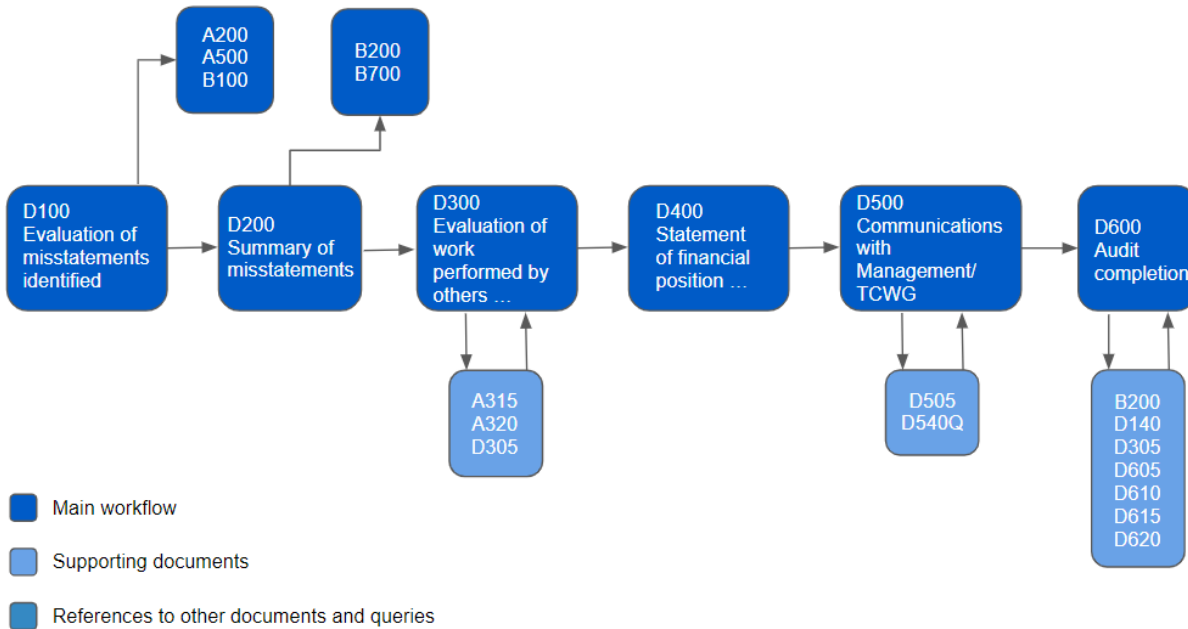 A200
A500
B100
B200
B700
D100
Evaluation of
misstatements
identified
D200
Summary of
misstatements
D300
Evaluation of
work
performed by
others ...
D400
Statement
of financial
position ...
D500
Communications
with
Management/
TCWG
D600
Audit
completion
A315
A320
D305
D505
D540Q
B200
D140
D305
D605
D610
D615
D620
Main workflow
Supporting documents
References to other documents and queries